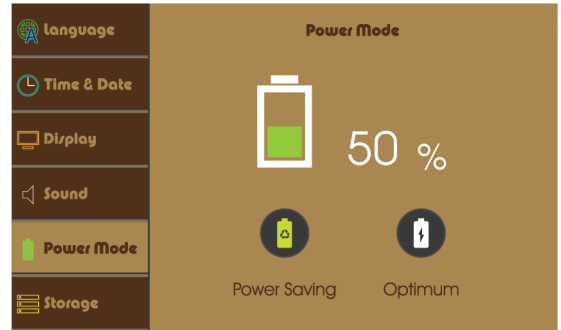 Language
Time & Date
Display
Sound
Power Mode
Storage
Power Mode
50 %
Power Saving
Optimum